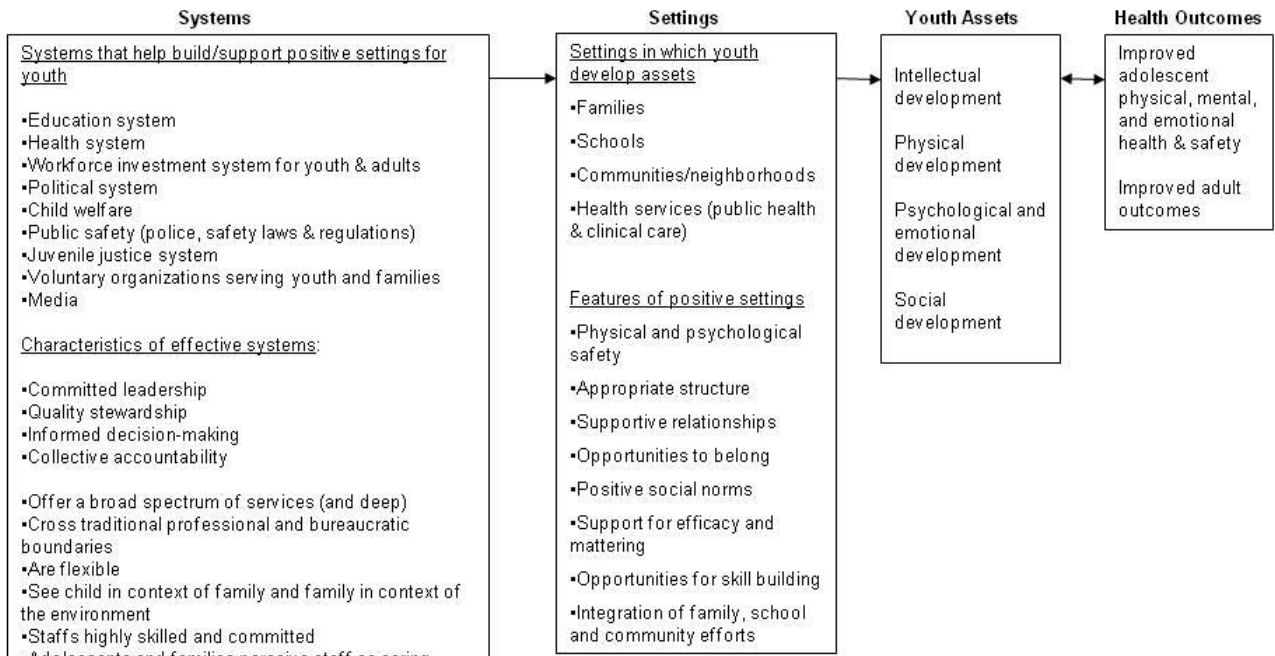 Systems
Systems that help build/support positive settings for
youth
▪Education system
▪Health system
▪Workforce investment system for youth & adults
▪Political system
▪Child welfare
▪Public safety (police, safety laws & regulations)
▪Juvenile justice system
▪Voluntary organizations serving youth and families
▪Media
Characteristics of effective systems:
▪Committed leadership
▪Quality stewardship
▪Informed decision-making
▪Collective accountability
▪Offer a broad spectrum of services (and deep)
▪Cross traditional professional and bureaucratic
boundaries
▪Are flexible
▪See child in context of family and family in context of
the environment
▪Staffs highly skilled and committed
▪Adolescents and families perceive staff as caring
Settings
Settings in which youth
develop assets
▪Families
▪Schools
▪Communities/neighborhoods
▪Health services (public health
& clinical care)
Features of positive settings
▪Physical and psychological
safety
▪Appropriate structure
▪Supportive relationships
▪Opportunities to belong
▪Positive social norms
▪Support for efficacy and
mattering
▪Opportunities for skill building
▪Integration of family, school
and community efforts
Youth Assets
Intellectual
development
Physical
development
Psychological and
emotional
development
Social
development
Health Outcomes
Improved
adolescent
physical, mental,
and emotional
health & safety
Improved adult
outcomes